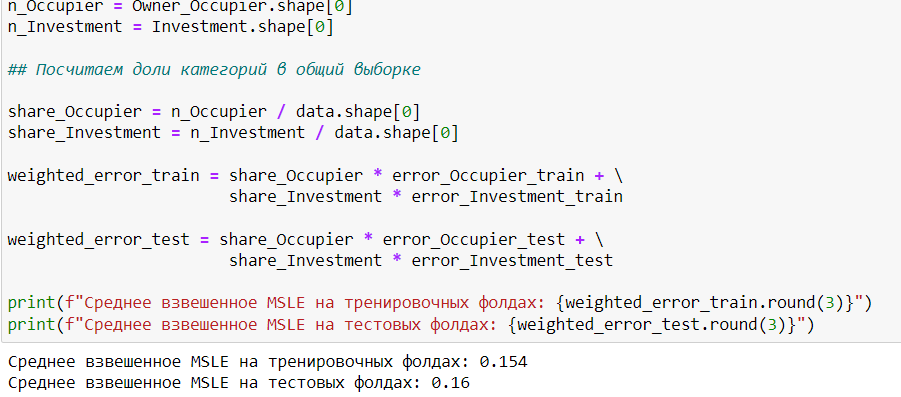 n_Occupier = Owner_Occupier.shape[0]
n_Investment = Investment.shape[0]
## Посчитаем доли категорий в общий выборке
share_Occupier = n_Occupier / data.shape[0]
share_Investment = n_Investment / data.shape[0]
weighted_error_train = share_Occupier * error_Occupier_train + \
share_Investment * error_Investment_train
weighted_error_test = share_Occupier * error_Occupier_test + \
share_Investment * error_Investment_test
print(f"Среднее взвешенное MSLE на тренировочных фолдах: {weighted_error_train.round(3)}")
print(f"Среднее взвешенное MSLE на тестовых фолдах: {weighted_error_test.round(3)}")
Среднее взвешенное MSLE на тренировочных фолдах: 0.154
Среднее взвешенное MSLE на тестовых фолдах: 0.16